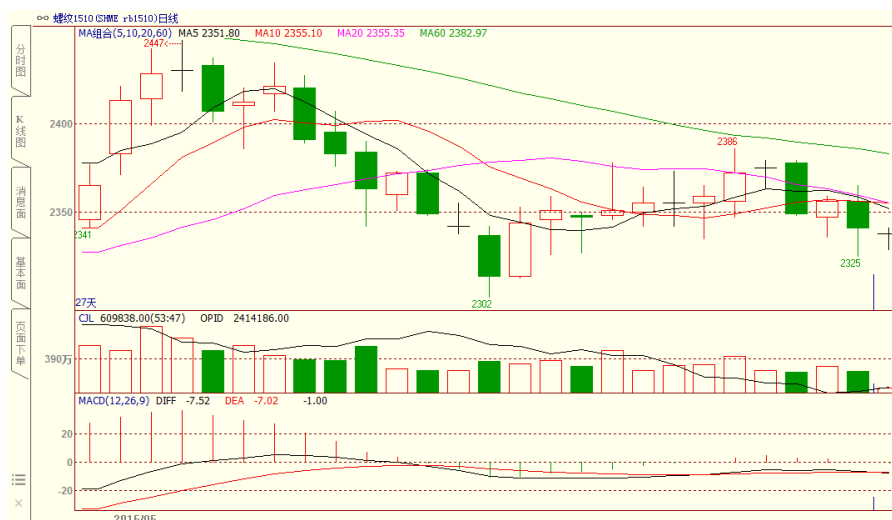 螺纹1510(SHME rb1510)日线
MA组合(5,10,20,60) MA5 2351.80 MA10 2355.10 MA20 2355.35 MA60 2382.97
2447
2400
2386
2350
2341
2325
2302
27天
CJL 609838.00(53:47) OPID 2414186.00
390万
MACD(12,26,9) DIFF -7.52 DEA -7.02 -1.00
20
0
-20
2015/05
分时图
K线图
消息面
基本面
页面下单